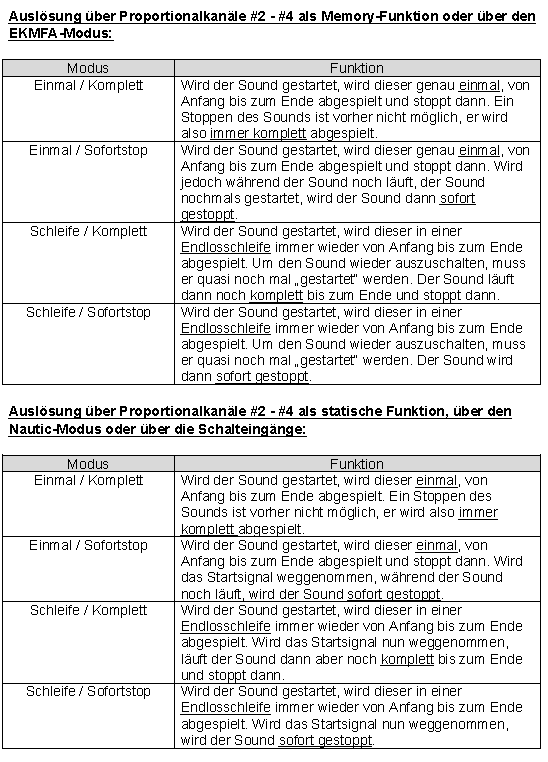 Auslösung über Proportionalkanäle #2 - #4 als Memory-Funktion oder über den
EKMFA-Modus:
Modus Funktion
Einmal / Komplett Wird der Sound gestartet, wird dieser genau einmal, von
Anfang bis zum Ende abgespielt und stoppt dann. Ein
Stoppen des Sounds ist vorher nicht möglich, er wird
also immer komplett abgespielt.
Einmal / Sofortstop Wird der Sound gestartet, wird dieser genau einmal, von
Anfang bis zum Ende abgespielt und stoppt dann. Wird
jedoch während der Sound noch läuft, der Sound
nochmals gestartet, wird der Sound dann sofort
gestoppt.
Schleife / Komplett Wird der Sound gestartet, wird dieser in einer
Endlosschleife immer wieder von Anfang bis zum Ende
abgespielt. Um den Sound wieder auszuschalten, muss
er quasi noch mal „gestartet" werden. Der Sound läuft
dann noch komplett bis zum Ende und stoppt dann.
Schleife / Sofortstop Wird der Sound gestartet, wird dieser in einer
Endlosschleife immer wieder von Anfang bis zum Ende
abgespielt. Um den Sound wieder auszuschalten, muss
er quasi noch mal „gestartet" werden. Der Sound wird
dann sofort gestoppt.
Auslösung über Proportionalkanäle #2 - #4 als statische Funktion, über den
Nautic-Modus oder über die Schalteingänge:
Modus Funktion
Einmal / Komplett Wird der Sound gestartet, wird dieser einmal, von
Anfang bis zum Ende abgespielt. Ein Stoppen des
Sounds ist vorher nicht möglich, er wird also immer
komplett abgespielt.
Einmal / Sofortstop Wird der Sound gestartet, wird dieser einmal, von
Anfang bis zum Ende abgespielt und stoppt dann. Wird
das Startsignal weggenommen, während der Sound
noch läuft, wird der Sound sofort gestoppt.
Schleife / Komplett Wird der Sound gestartet, wird dieser in einer
Endlosschleife immer wieder von Anfang bis zum Ende
abgespielt. Wird das Startsignal nun weggenommen,
läuft der Sound dann aber noch komplett bis zum Ende
und stoppt dann.
Schleife / Sofortstop Wird der Sound gestartet, wird dieser in einer
Endlosschleife immer wieder von Anfang bis zum Ende
abgespielt. Wird das Startsignal nun weggenommen,
wird der Sound sofort gestoppt.